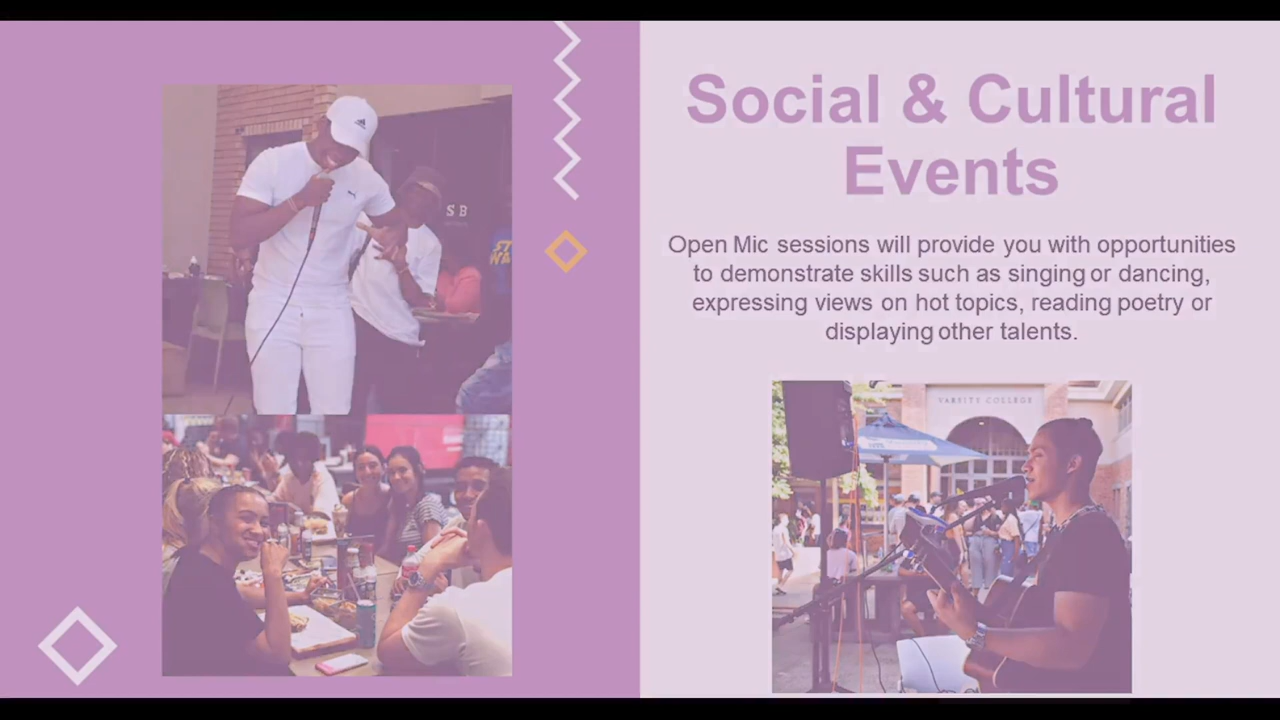 Social & Cultural
Events
Open Mic sessions will provide you with opportunities
to demonstrate skills such as singing or dancing,
expressing views on hot topics, reading poetry or
displaying other talents.
S B
VARSITY COLLEGE